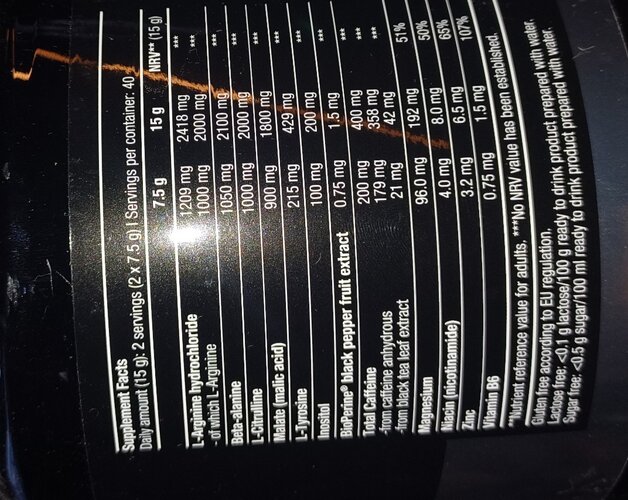 Supplement Facts
Daily amount (15 g): 2 servings (2 x 7.5 g) | Servings per container: 40
7.5 g 15 g NRV** (15 g)
L-Arginine hydrochloride 1209 mg 2418 mg ***
- of which L-Arginine 1000 mg 2000 mg ***
Beta-alanine 1050 mg 2100 mg ***
L-Citrulline 1000 mg 2000 mg ***
Malate (malic acid) 900 mg 1800 mg ***
L-Tyrosine 215 mg 429 mg ***
Inositol 100 mg 200 mg ***
BioPerine® black pepper fruit extract 0.75 mg 1.5 mg ***
Total Caffeine 200 mg 400 mg ***
-from caffeine anhydrous 179 mg 358 mg ***
-from black tea leaf extract 21 mg 42 mg
Magnesium 96.0 mg 192 mg 51%
Niacin (nicotinamide) 4.0 mg 8.0 mg 50%
Zinc 3.2 mg 6.5 mg 65%
Vitamin B6 0.75 mg 1.5 mg 107%
**Nutrient reference value for adults. ***No NRV value has been established.
Gluten free according to EU regulation.
Lactose free: <0.1 g lactose/100 g ready to drink product prepared with water.
Sugar free: <0.5 g sugar/100 ml ready to drink product prepared with water.